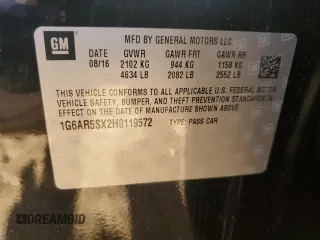 GM
MFD BY GENERAL MOTORS LLC
08/16 GVWR GAWR FRT GAWR RR
2102 KG 944 KG 1158 KG
4634 LB 2082 LB 2552 LB
THIS VEHICLE CONFORMS TO ALL APPLICABLE U.S. FEDERAL MOTOR
VEHICLE SAFETY, BUMPER, AND THEFT PREVENTION STANDARDS IN
EFFECT ON THE DATE OF MANUFACTURE SHOWN ABOVE.
1G6AR5SX2H0119572 TYPE: PASS CAR
© DREAMBID